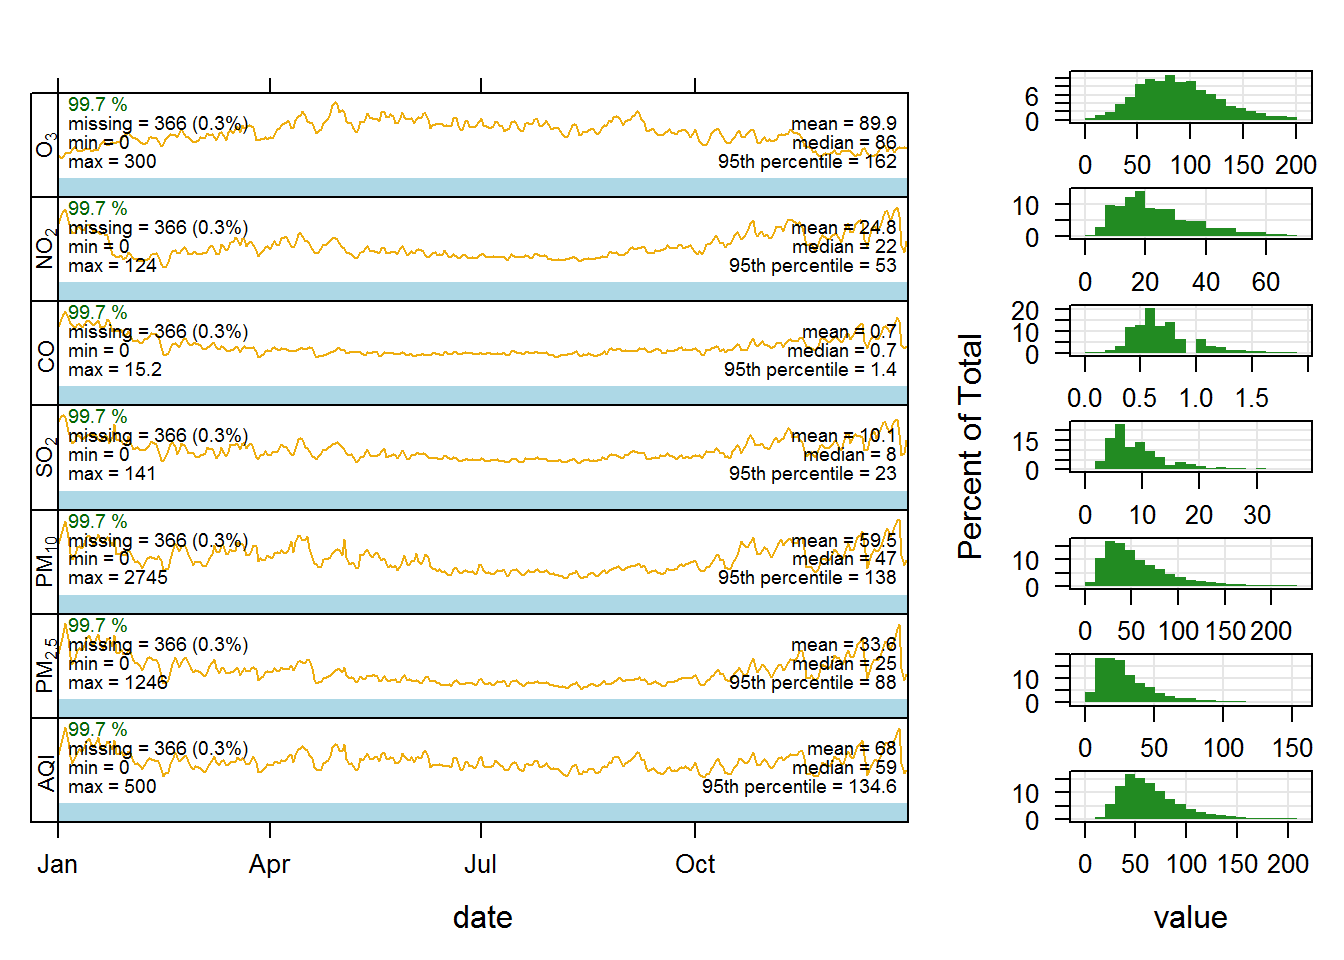 O3
99.7 %
missing = 366 (0.3%)
min = 0
max = 300
mean = 89.9
median = 86
95th percentile = 162
NO2
99.7 %
missing = 366 (0.3%)
min = 0
max = 124
mean = 24.8
median = 22
95th percentile = 53
CO
99.7 %
missing = 366 (0.3%)
min = 0
max = 15.2
mean = 0.7
median = 0.7
95th percentile = 1.4
SO2
99.7 %
missing = 366 (0.3%)
min = 0
max = 141
mean = 10.1
median = 8
95th percentile = 23
PM10
99.7 %
missing = 366 (0.3%)
min = 0
max = 2745
mean = 59.5
median = 47
95th percentile = 138
PM2.5
99.7 %
missing = 366 (0.3%)
min = 0
max = 1246
mean = 33.6
median = 25
95th percentile = 88
AQI
99.7 %
missing = 366 (0.3%)
min = 0
max = 500
mean = 68
median = 59
95th percentile = 134.6
Jan Apr Jul Oct
date
Percent of Total
6
0
0 50 100 150 200
10
0
0 20 40 60
20
10
0
0.0 0.5 1.0 1.5
15
0
0 10 20 30
10
0
0 50 100 150 200
10
0
0 50 100 150
10
0
0 50 100 150 200
value